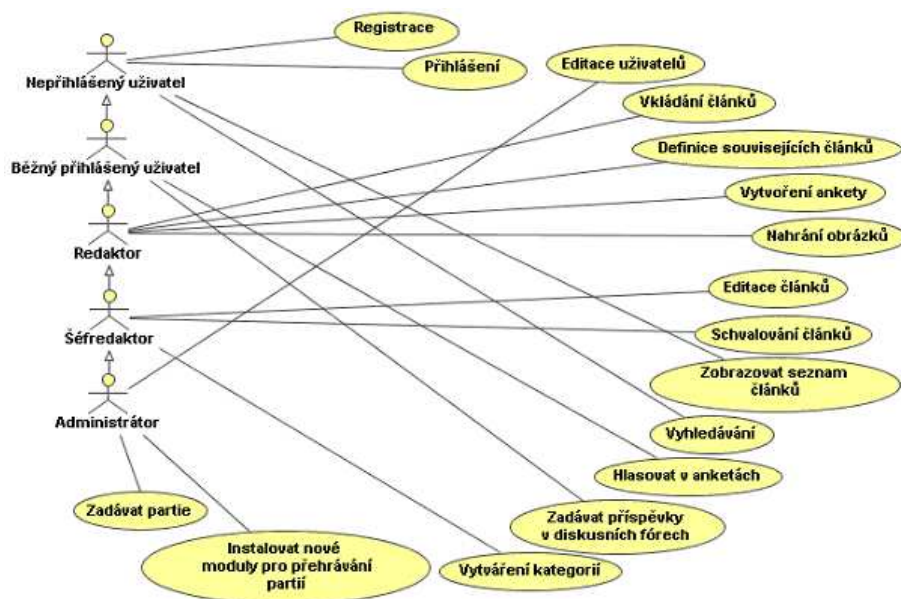 Registrace
Přihlášení
Nepřihlášený uživatel
Editace uživatelů
Vkládání článků
Běžný přihlášený uživatel
Definice souvisejících článků
Vytvoření ankety
Redaktor
Nahrání obrázků
Editace článků
Šéfredaktor
Schvalování článků
Zobrazovat seznam
článků
Administrátor
Vyhledávání
Hlasovat v anketách
Zadávat partie
Zadávat příspěvky
v diskusních fórech
Instalovat nové
moduly pro přehrávání
partií
Vytváření kategorií